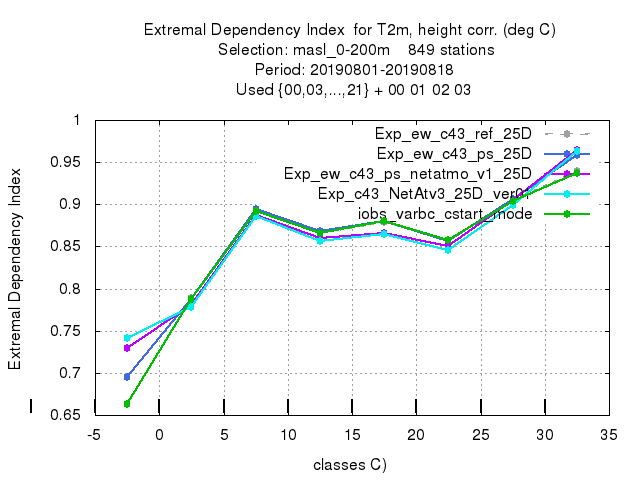 Extremal Dependency Index  for T2m, height corr. (deg C)
Selection: masl_0-200m    849 stations
Period: 20190801-20190818
Used {00,03,...,21} + 00 01 02 03
Extremal Dependency Index
1
0.95
0.9
0.85
0.8
0.75
0.7
0.65
Exp_ew_c43_ref_25D
Exp_ew_c43_ps_25D
Exp_ew_c43_ps_netatmo_v1_25D
Exp_c43_NetAtv3_25D_ver01
iobs_varbc_cstart_mode
-5 0 5 10 15 20 25 30 35
classes C)